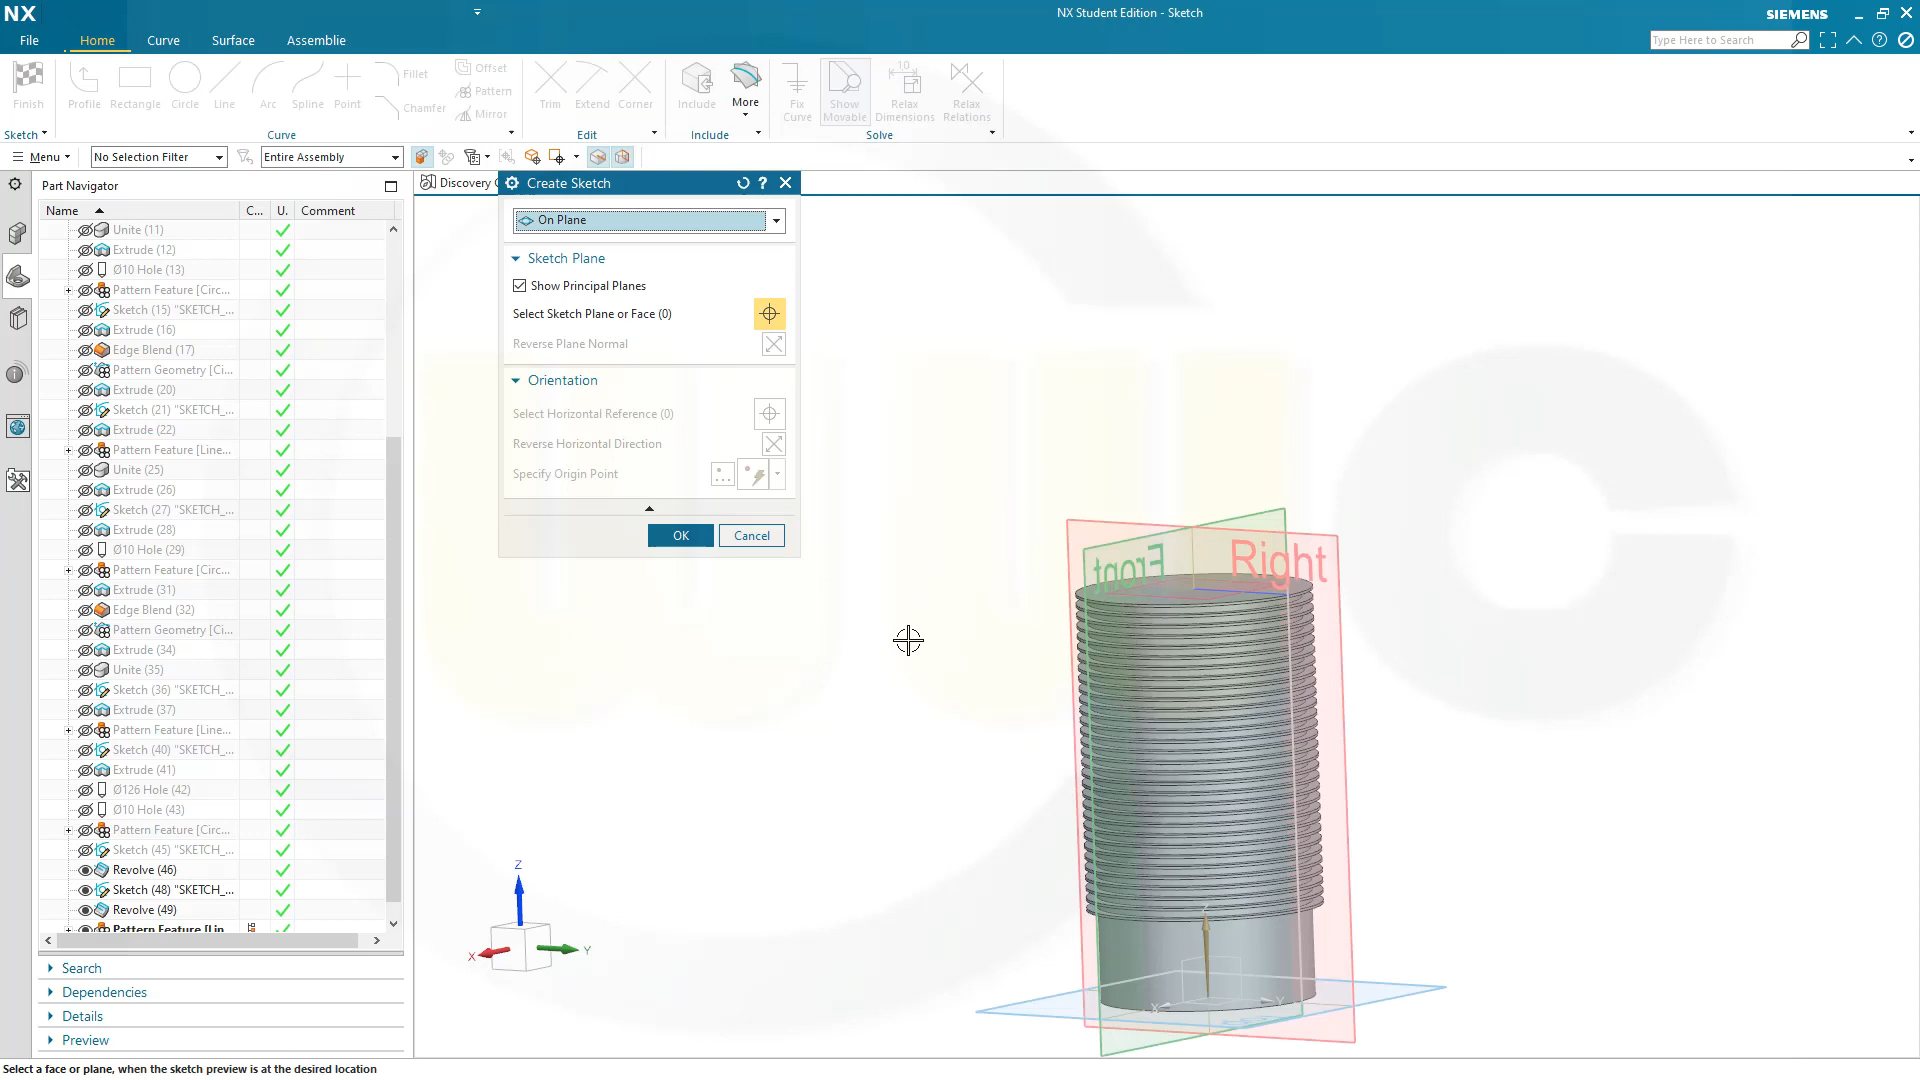 NX
NX Student Edition - Sketch
SIEMENS
File
Home
Curve
Surface
Assemblie
Type Here to Search
Finish
Profile
Rectangle
Circle
Line
Arc
Spline
Point
Fillet
Chamfer
Offset
Pattern
Mirror
Trim
Extend
Corner
Include
More
Fix Curve
Show Movable
Relax Dimensions
Relax Relations
Sketch
Curve
Edit
Include
Solve
Menu
No Selection Filter
Entire Assembly
Part Navigator
Name
C...
U.
Comment
Unite (11)
Extrude (12)
Ø10 Hole (13)
Pattern Feature [Circ...
Sketch (15) "SKETCH_...
Extrude (16)
Edge Blend (17)
Pattern Geometry [Ci...
Extrude (20)
Sketch (21) "SKETCH_...
Extrude (22)
Pattern Feature [Line...
Unite (25)
Extrude (26)
Sketch (27) "SKETCH_...
Extrude (28)
Ø10 Hole (29)
Pattern Feature [Circ...
Extrude (31)
Edge Blend (32)
Pattern Geometry [Ci...
Extrude (34)
Unite (35)
Sketch (36) "SKETCH_...
Extrude (37)
Pattern Feature [Line...
Sketch (40) "SKETCH_...
Extrude (41)
Ø126 Hole (42)
Ø10 Hole (43)
Pattern Feature [Circ...
Sketch (45) "SKETCH_...
Revolve (46)
Sketch (48) "SKETCH_...
Revolve (49)
Pattern Feature [Lin
Search
Dependencies
Details
Preview
Discovery
Create Sketch
On Plane
Sketch Plane
Show Principal Planes
Select Sketch Plane or Face (0)
Reverse Plane Normal
Orientation
Select Horizontal Reference (0)
Reverse Horizontal Direction
Specify Origin Point
OK
Cancel
Front
Right
Z
X
Y
X
Y
Select a face or plane, when the sketch preview is at the desired location